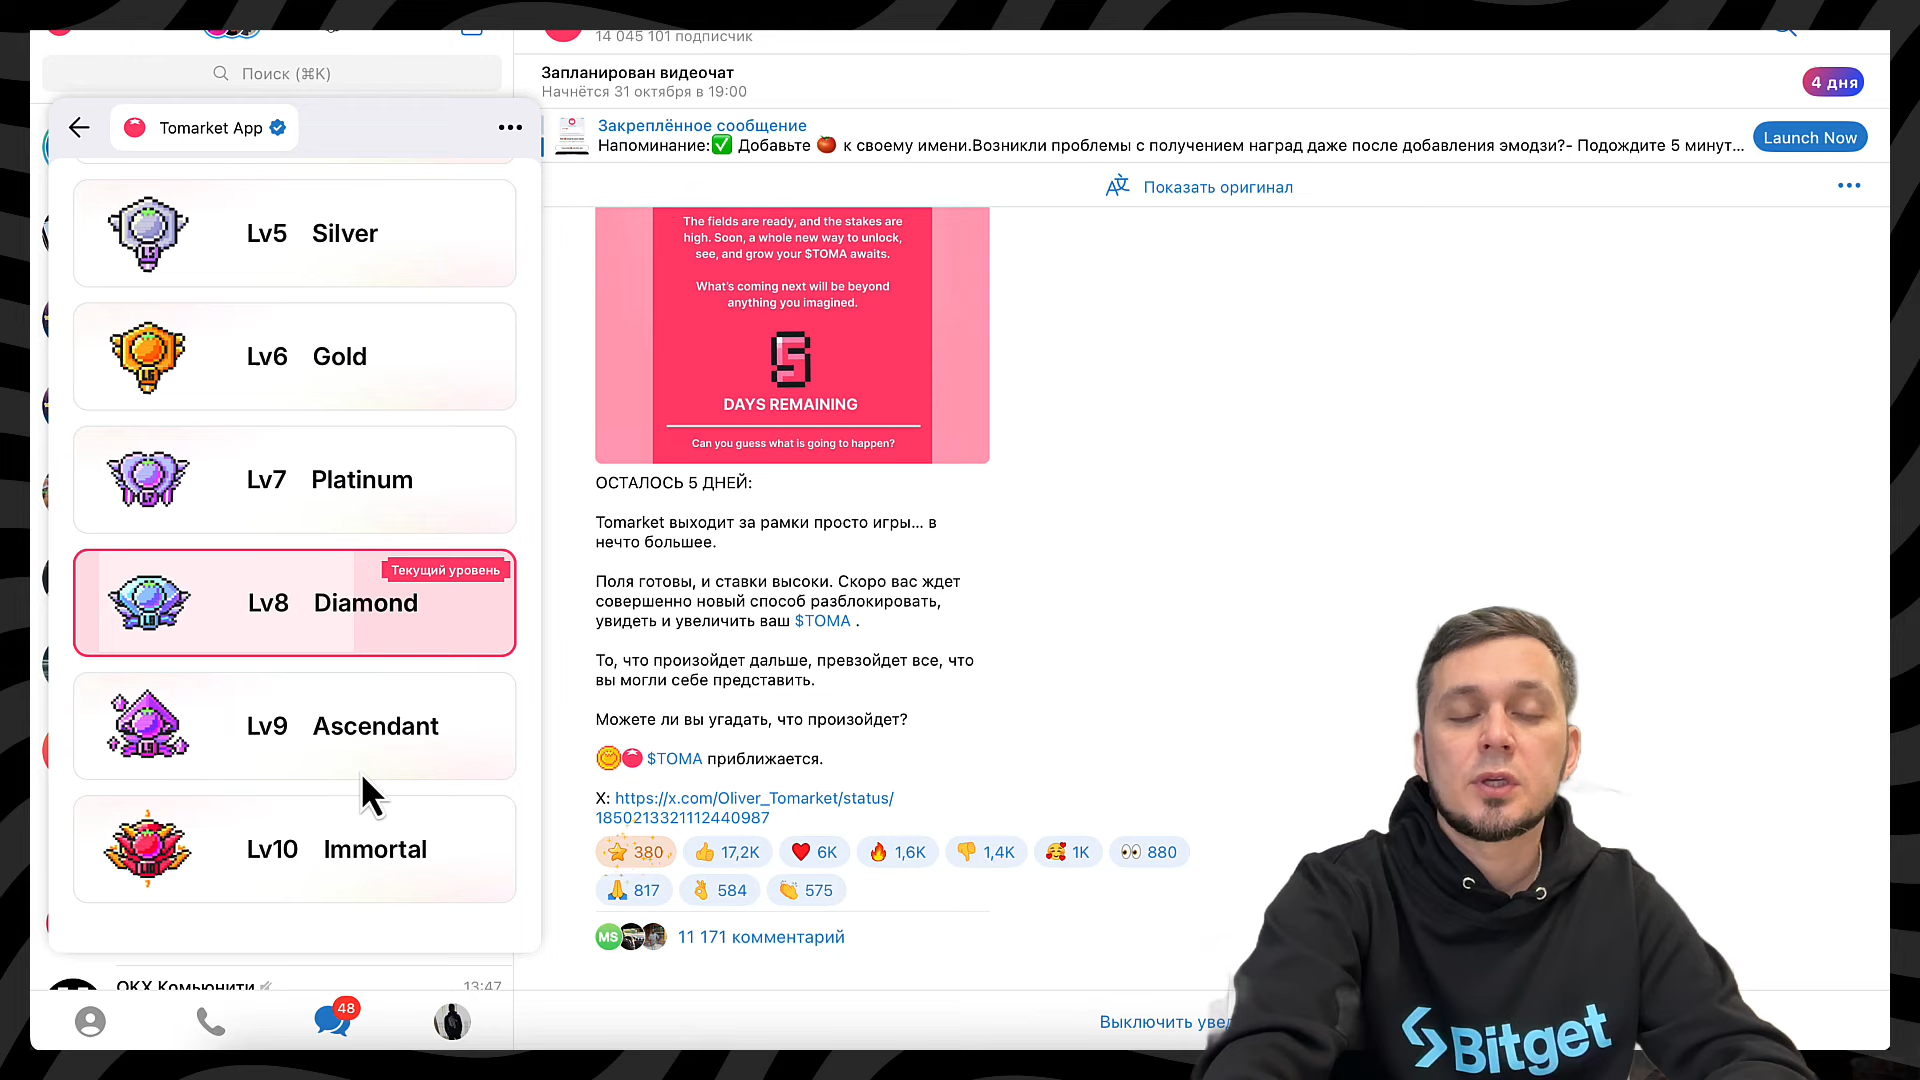 Поиск (⌘K)
Tomarket App
Lv5 Silver
L5
Lv6 Gold
L6
Lv7 Platinum
L7
Текущий уровень
Lv8 Diamond
L8
Lv9 Ascendant
L9
Lv10 Immortal
L10
13:47
48
14 045 101 подписчик
Запланирован видеочат
Начнётся 31 октября в 19:00
4 дня
Закреплённое сообщение
Напоминание:✅ Добавьте 🍅 к своему имени.Возникли проблемы с получением наград даже после добавления эмодзи?- Подождите 5 минут...
Launch Now
Показать оригинал
The fields are ready, and the stakes are
high. Soon, a whole new way to unlock,
see, and grow your $TOMA awaits.
What's coming next will be beyond
anything you imagined.
5
DAYS REMAINING
Can you guess what is going to happen?
ОСТАЛОСЬ 5 ДНЕЙ:
Tomarket выходит за рамки просто игры... в
нечто большее.
Поля готовы, и ставки высоки. Скоро вас ждет
совершенно новый способ разблокировать,
увидеть и увеличить ваш $TOMA .
То, что произойдет дальше, превзойдет все, что
вы могли себе представить.
Можете ли вы угадать, что произойдет?
$TOMA приближается.
X: https://x.com/Oliver_Tomarket/status/
1850213321112440987
380 17,2K 6K 1,6K 1,4K 1K 880
817 584 575
MS
11 171 комментарий
Выключить уве
Bitget